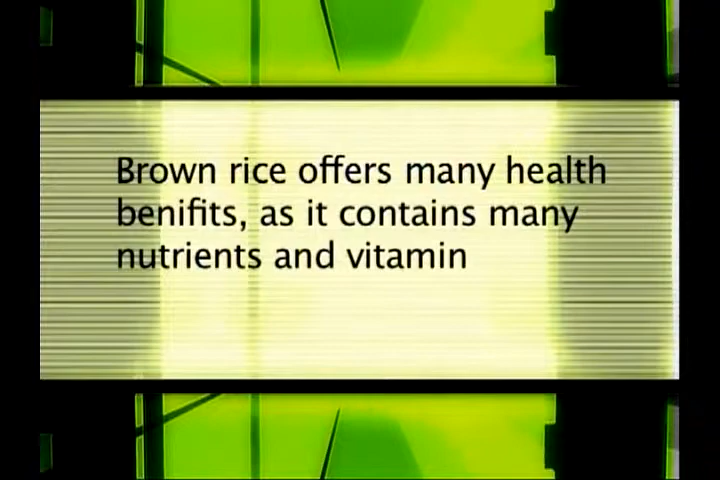 Brown rice offers many health
benifits, as it contains many
nutrients and vitamin